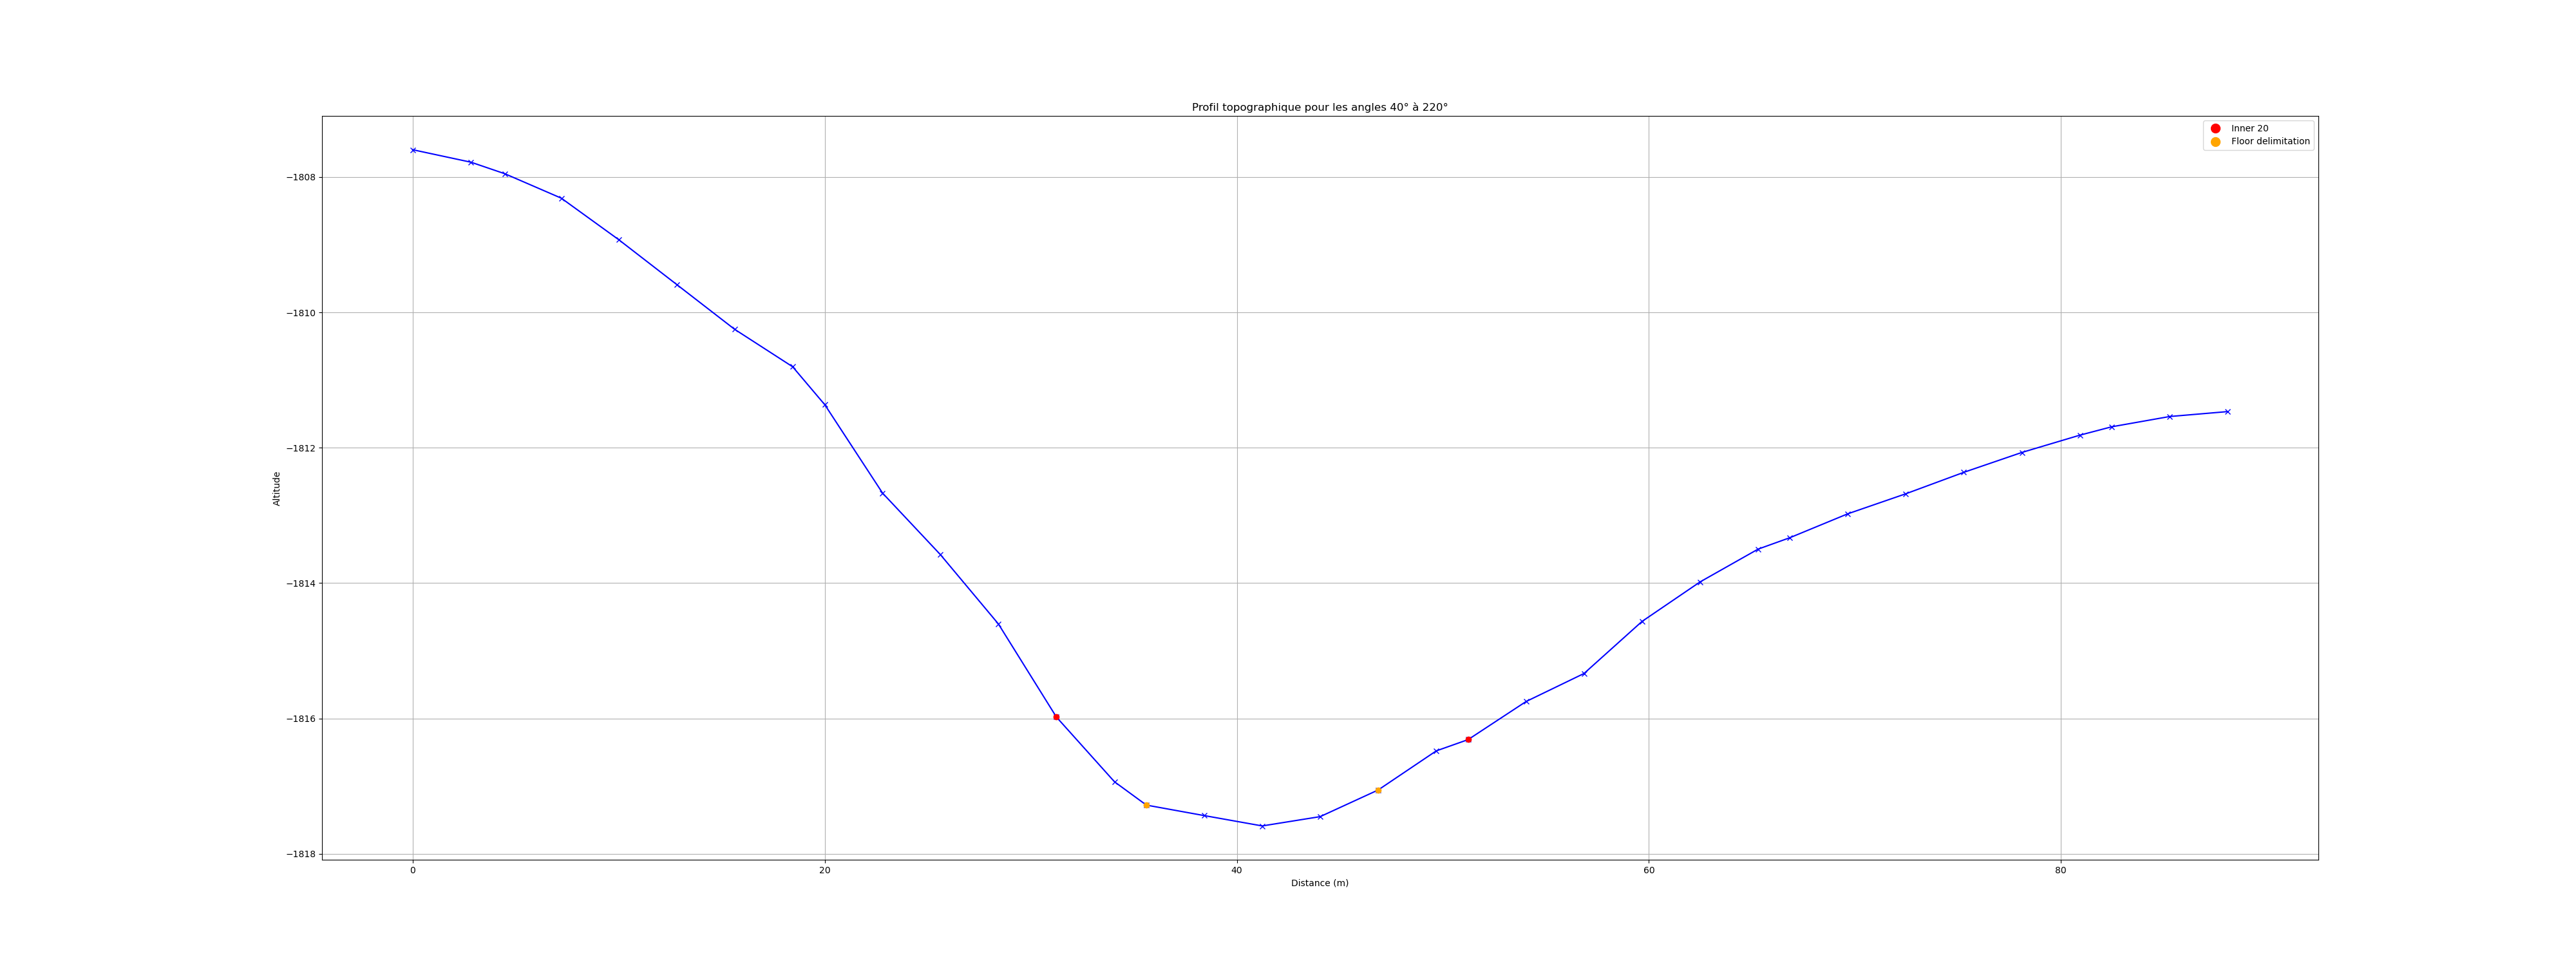 Profil topographique pour les angles 40° à 220°
Inner 20
Floor delimitation
−1808
−1810
−1812
−1814
−1816
−1818
Altitude
0 20 40 60 80
Distance (m)